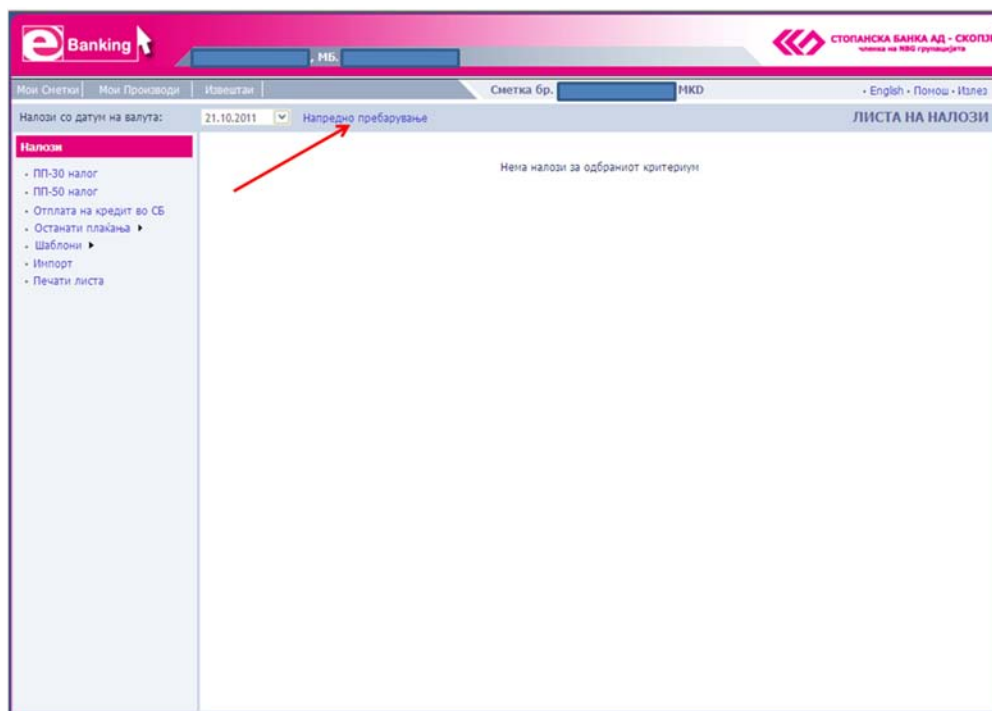 e Banking
СТОПАНСКА БАНКА АД - СКОПЈЕ
членка на NBG групацијата
, МБ.
Мои Сметки | Мои Производи | Извештаи |
Сметка бр. MKD
• English • Помош • Излез
Налози со датум на валута: 21.10.2011 Напредно пребарување
ЛИСТА НА НАЛОЗИ
Налози
Нема налози за одбраниот критериум
• ПП-30 налог
• ПП-50 налог
• Отплата на кредит во СБ
• Останати плаќања
• Шаблони
• Импорт
• Печати листа